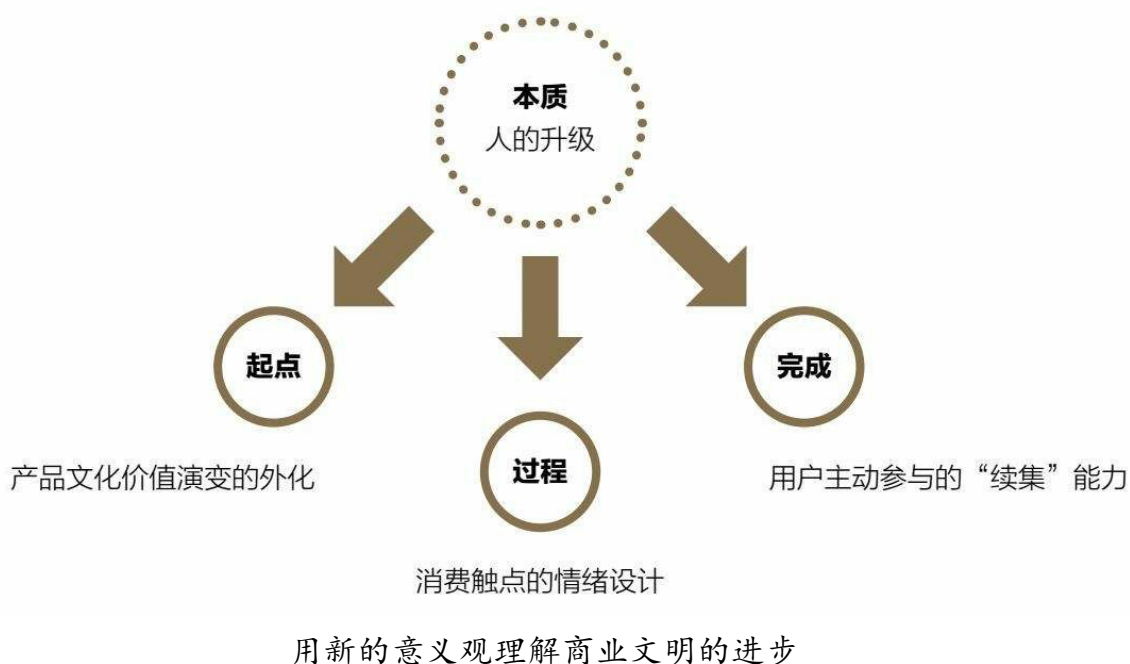 本质
人的升级
起点
完成
过程
产品文化价值演变的外化
用户主动参与的“续集”能力
消费触点的情绪设计
用新的意义观理解商业文明的进步